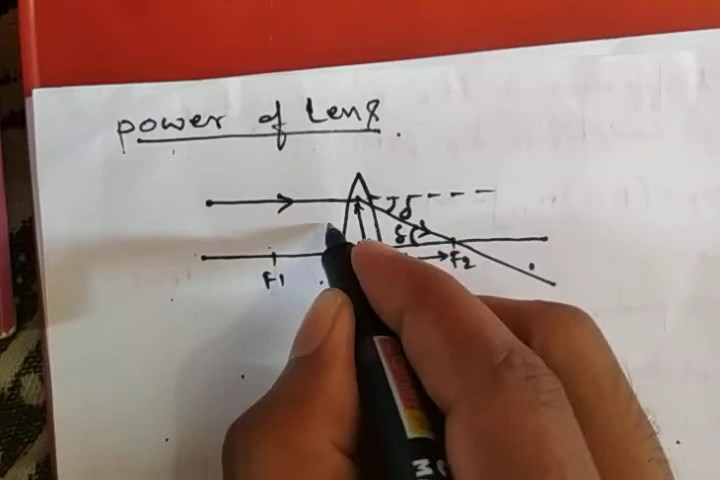 power of Lens.
δ
δ
F1 F2